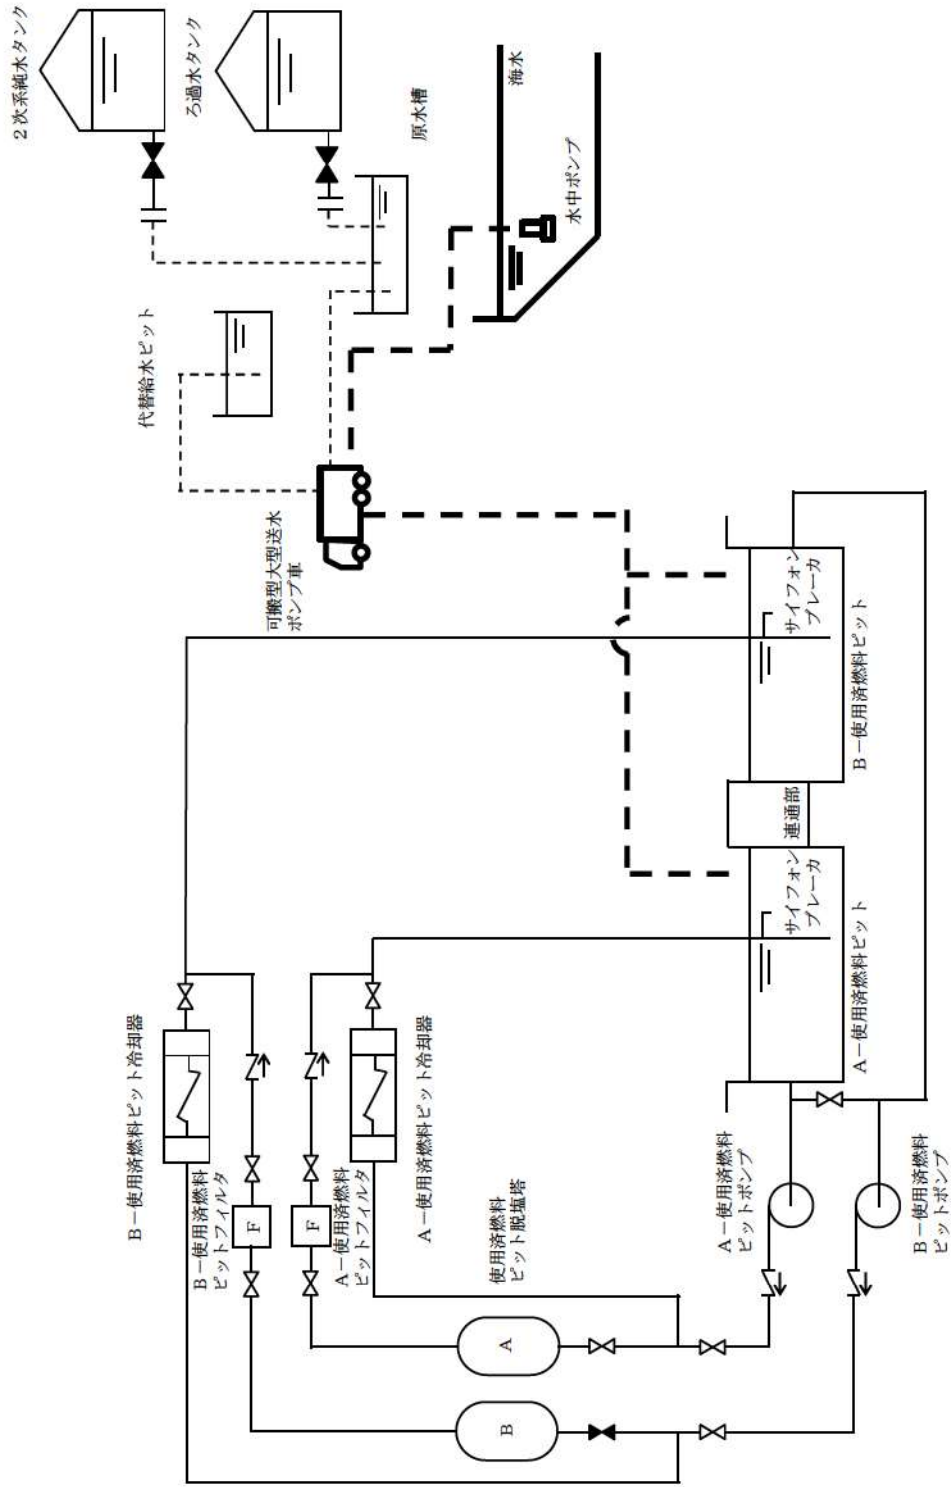 2次系純水タンク
ろ過水タンク
原水槽
海水
水中ポンプ
代替給水ピット
可搬型大型送水
ポンプ車
サイフォン
ブレーカ
B－使用済燃料ピット
連通部
サイフォン
ブレーカ
A－使用済燃料ピット
B－使用済燃料ピット冷却器
B－使用済燃料
ピットフィルタ
F
F
A－使用済燃料
ピットフィルタ
A－使用済燃料ピット冷却器
使用済燃料
ピット脱塩塔
A
B
A－使用済燃料
ピットポンプ
B－使用済燃料
ピットポンプ